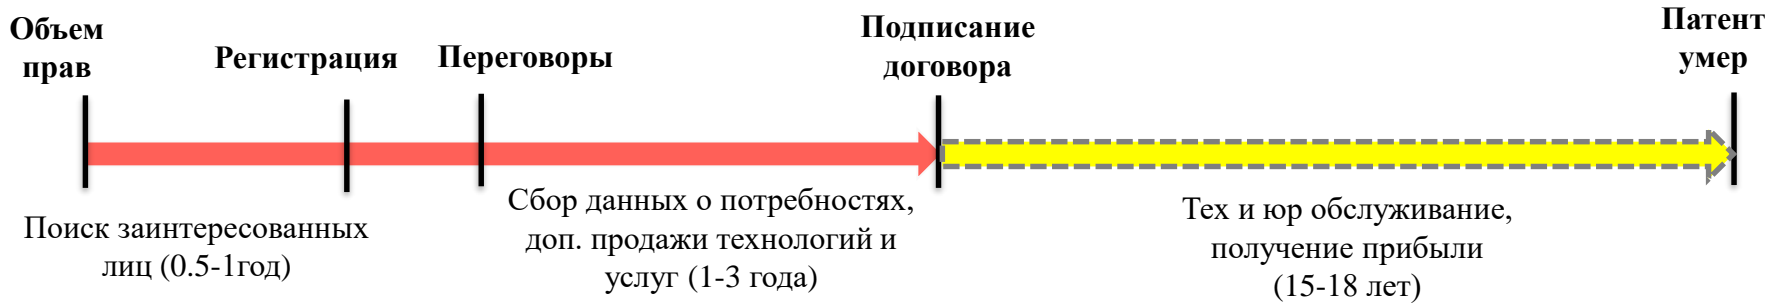 Объем
прав
Регистрация
Переговоры
Подписание
договора
Патент
умер
Поиск заинтересованных
лиц (0.5-1год)
Сбор данных о потребностях,
доп. продажи технологий и
услуг (1-3 года)
Тех и юр обслуживание,
получение прибыли
(15-18 лет)